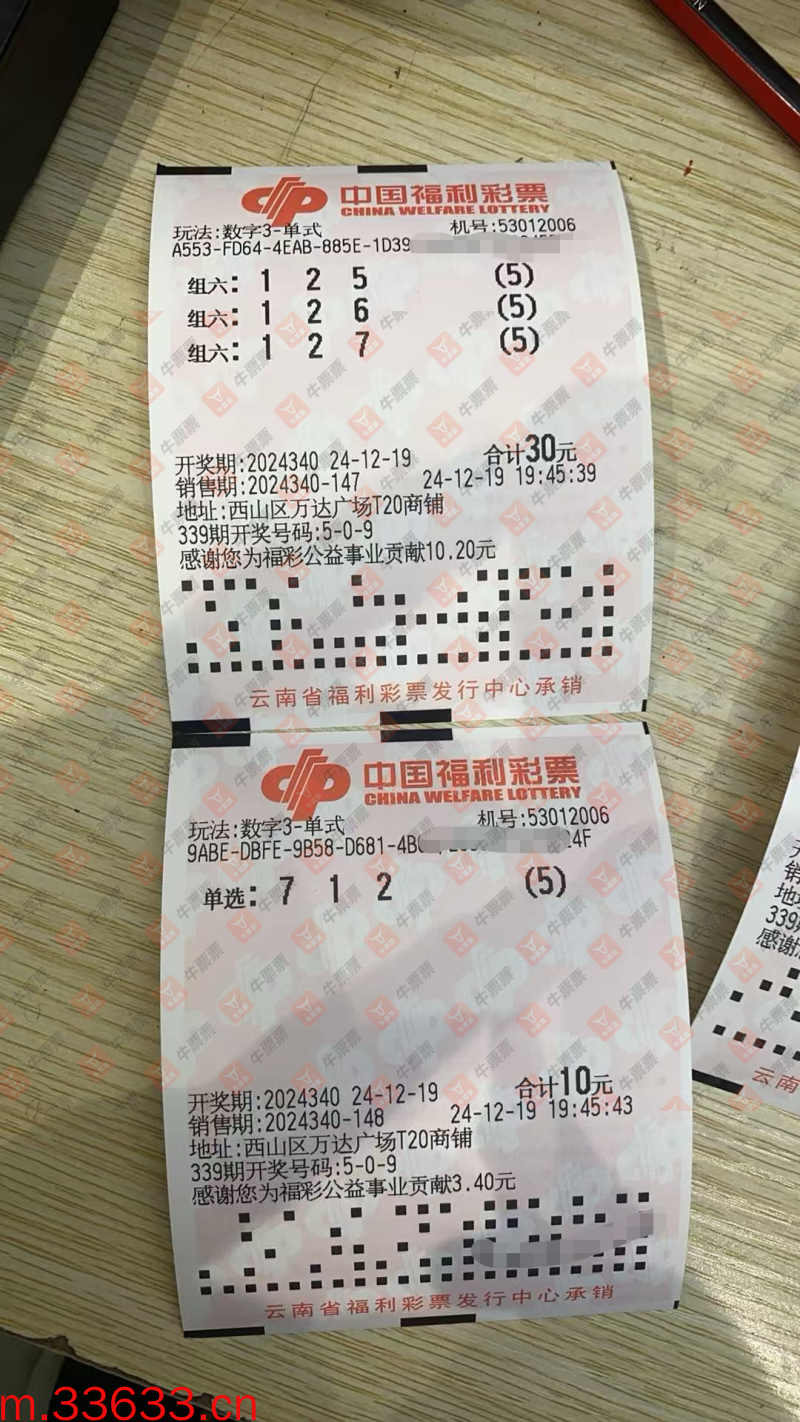 中国福利彩票
CHINA WELFARE LOTTERY
玩法:数字3-单式 机号:53012006
A553-FD64-4EAB-885E-1D39
组六: 1 2 5 (5)
组六: 1 2 6 (5)
组六: 1 2 7 (5)
开奖期:2024340 24-12-19 合计30元
销售期:2024340-147 24-12-19 19:45:39
地址:西山区万达广场T20商铺
339期开奖号码:5-0-9
感谢您为福彩公益事业贡献10.20元
云南省福利彩票发行中心承销
中国福利彩票
CHINA WELFARE LOTTERY
玩法:数字3-单式 机号:53012006
9ABE-DBFE-9B58-D681-4B 24F
单选: 7 1 2 (5)
开奖期:2024340 24-12-19 合计10元
销售期:2024340-148 24-12-19 19:45:43
地址:西山区万达广场T20商铺
339期开奖号码:5-0-9
感谢您为福彩公益事业贡献3.40元
云南省福利彩票发行中心承销
339
感谢
云南
牛票票
m.33633.cn